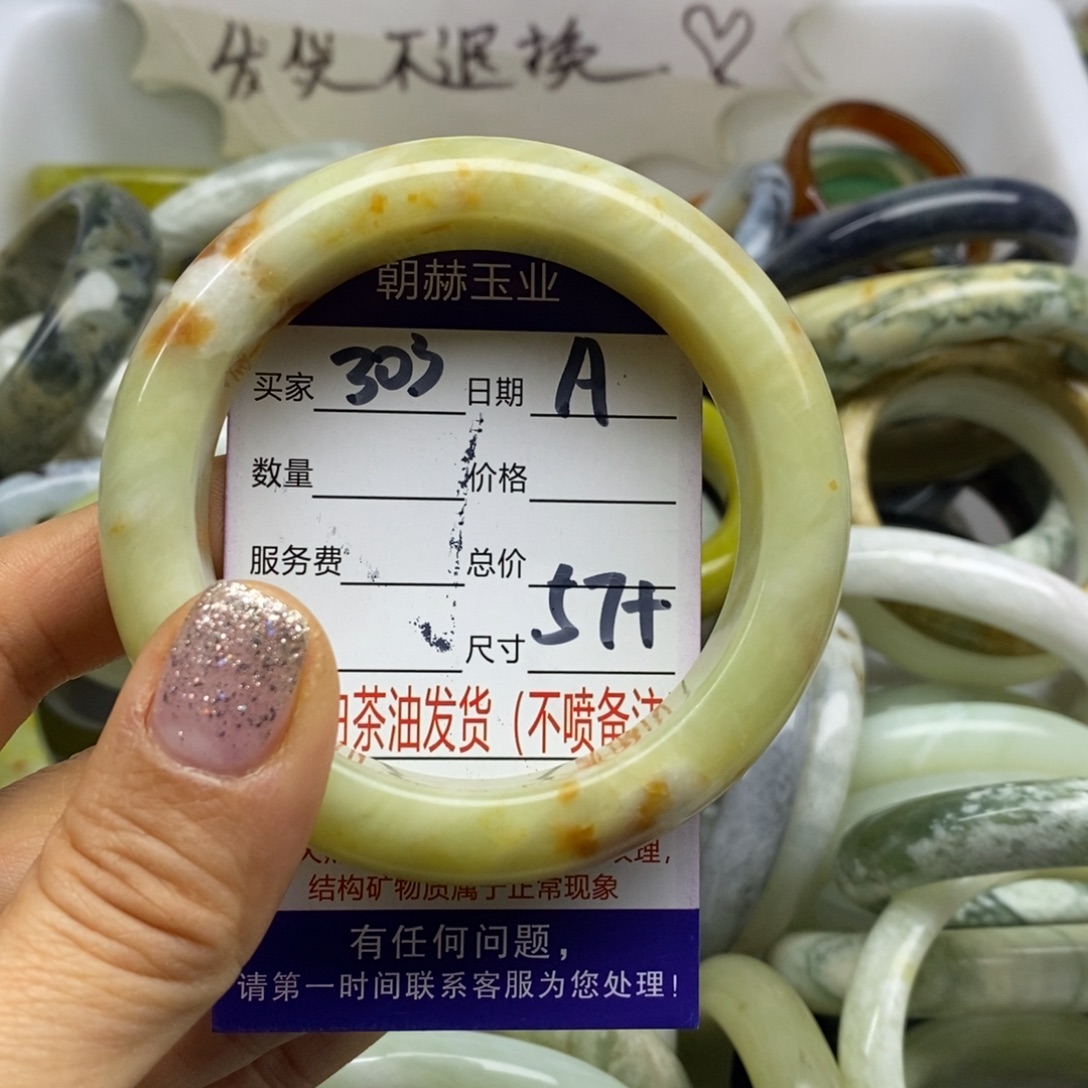 不退换
朝赫玉业
买家 303 日期 A
数量 价格
服务费 总价
尺寸 57+
茶油发货（不喷备注
理，
结构矿物质属于正常现象
有任何问题，
请第一时间联系客服为您处理！